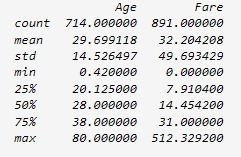 Age Fare
count 714.000000 891.000000
mean 29.699118 32.204208
std 14.526497 49.693429
min 0.420000 0.000000
25% 20.125000 7.910400
50% 28.000000 14.454200
75% 38.000000 31.000000
max 80.000000 512.329200